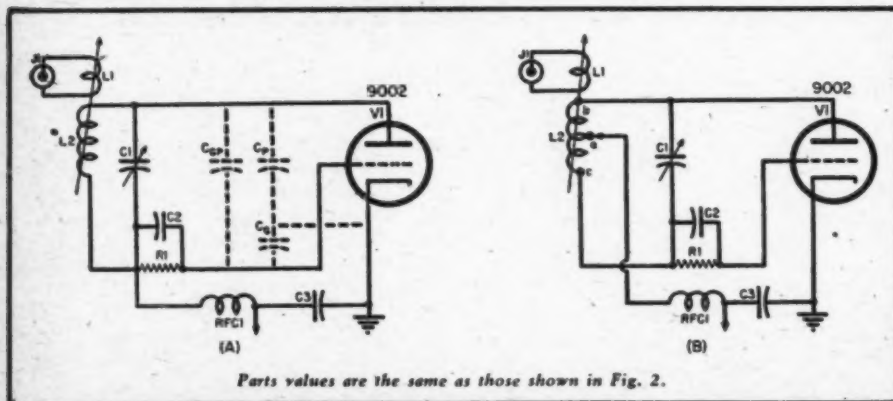 J1
L1
9002
V1
L2
C1
CGP
CP
CG
C2
R1
RFC1
C3
(A)
J1
L1
9002
V1
b
L2
a
c
C1
C2
R1
RFC1
C3
(B)
Parts values are the same as those shown in Fig. 2.